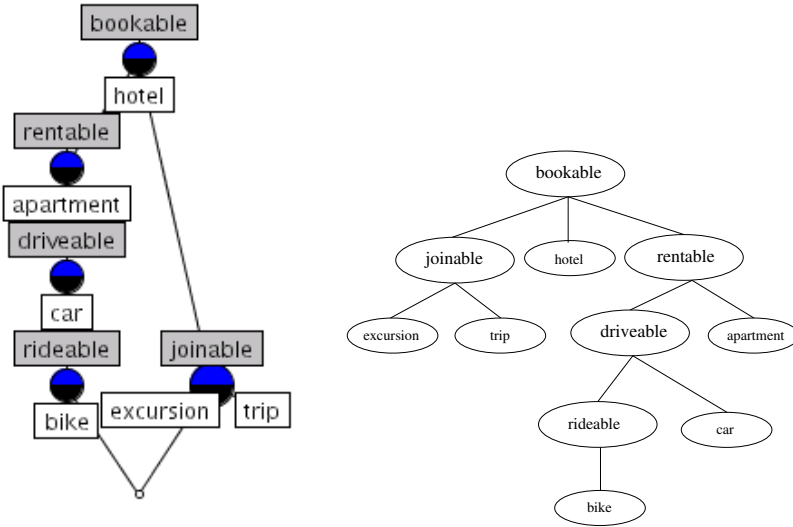 bookable
hotel
rentable
apartment
driveable
car
rideable
joinable
bike
excursion
trip
bookable
joinable
hotel
rentable
excursion
trip
driveable
apartment
rideable
car
bike